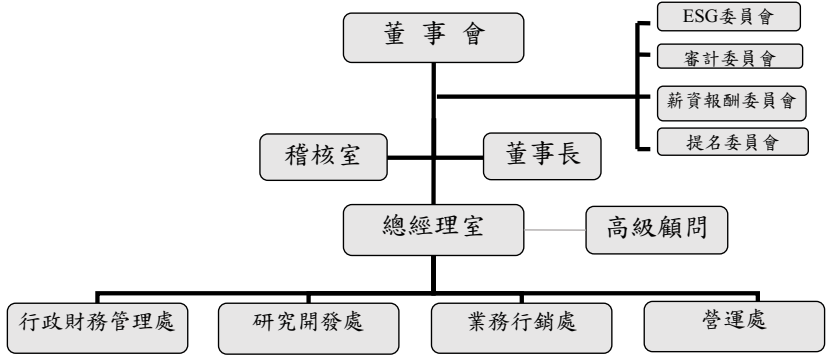 董 事 會
ESG委員會
審計委員會
薪資報酬委員會
提名委員會
稽核室
董事長
總經理室
高級顧問
行政財務管理處
研究開發處
業務行銷處
營運處